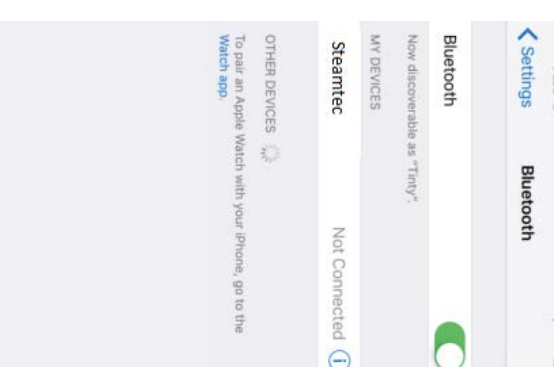 Settings
Bluetooth
Bluetooth
Now discoverable as "Tinty".
MY DEVICES
Steamtec Not Connected
OTHER DEVICES
To pair an Apple Watch with your iPhone, go to the
Watch app.